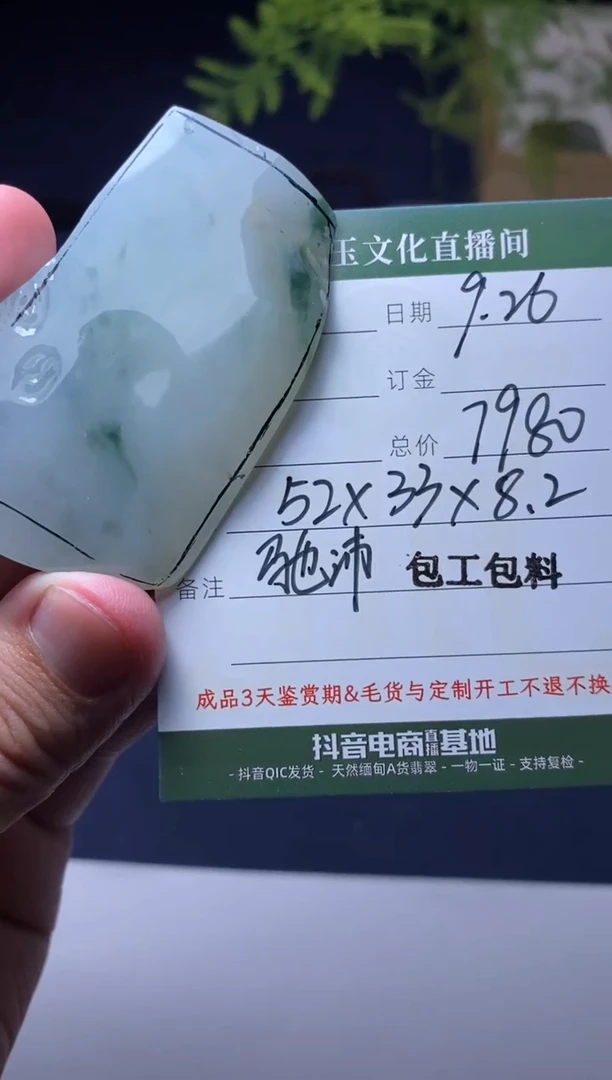 玉文化直播间
日期 9.26
订金
总价 7980
52×33×8.2
备注 驰沛 包工包料
成品3天鉴赏期&毛货与定制开工不退不换
抖音电商直播基地
- 抖音QIC发货 - 天然缅甸A货翡翠 - 一物一证 - 支持复检 -